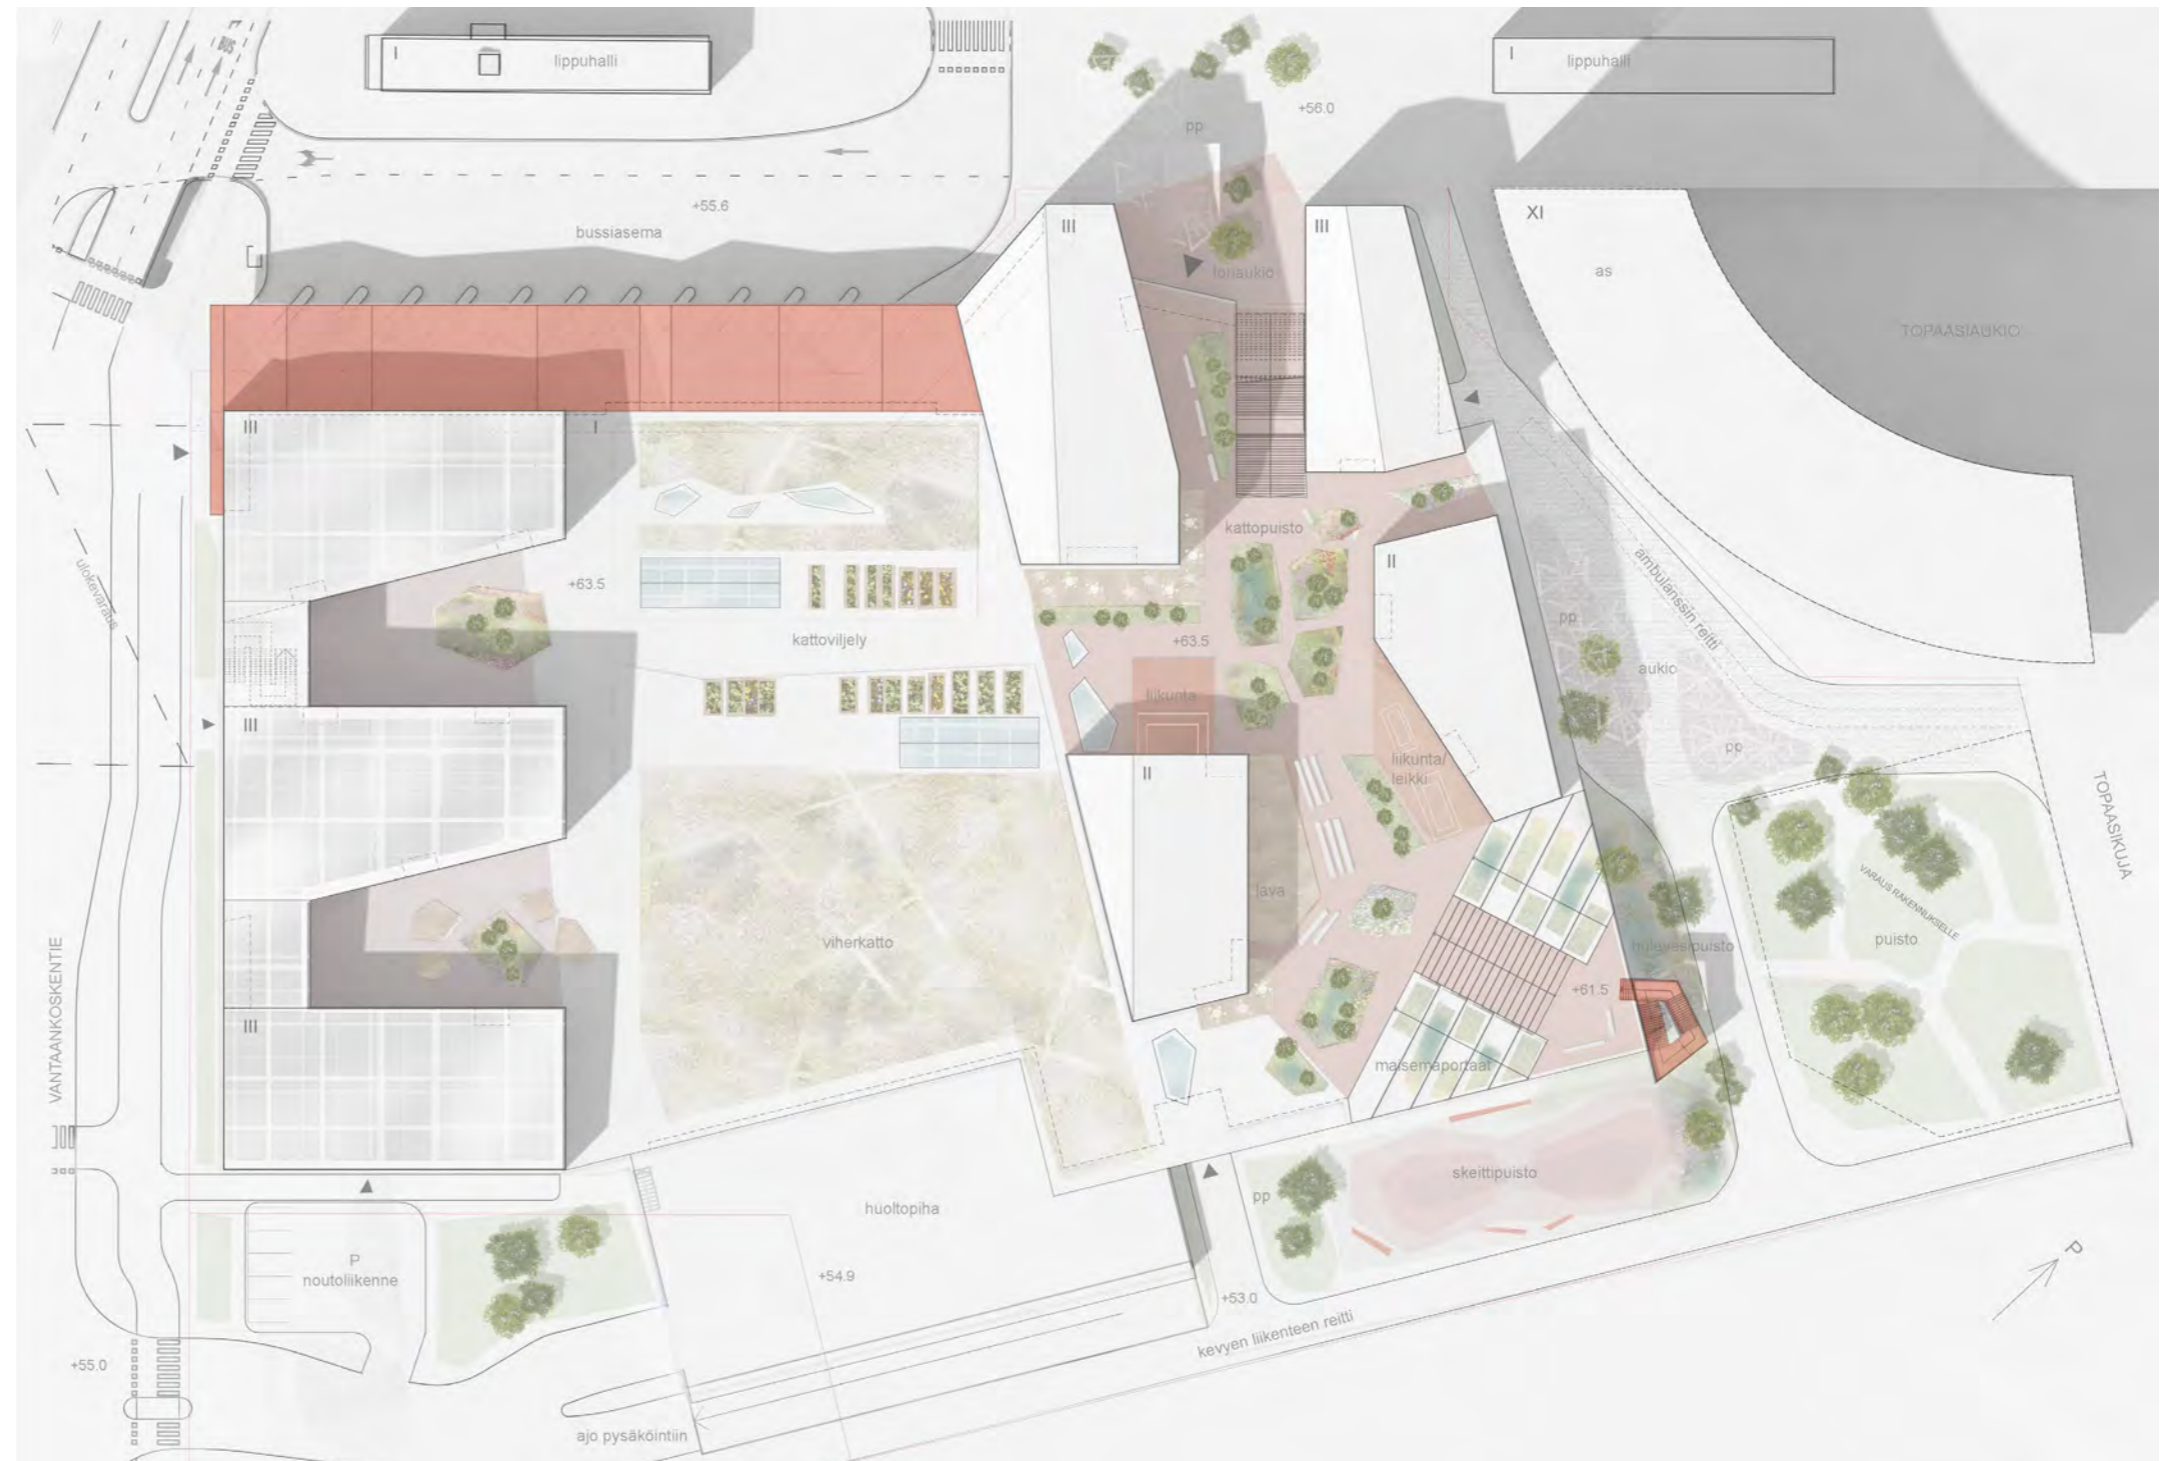 BUS
I
lippuhalli
I
lippuhalli
+56.0
pp
+55.6
bussiasema
III
III
XI
as
toriaukio
TOPAASIAUKIO
III
I
kattopuisto
II
ulokevaraus
+63.5
kattoviljely
+63.5
ambulanssin reitti
pp
aukio
liikunta
III
II
liikunta/
leikki
pp
TOPAASIKUJA
lava
viherkatto
VARAUS RAKENNUKSELLE
puisto
hulevesipuisto
+61.5
VANTAANKOSKENTIE
III
maisemaportaat
skeittipuisto
pp
huoltopiha
P
noutoliikenne
+54.9
+53.0
kevyen liikenteen reitti
P
+55.0
ajo pysäköintiin